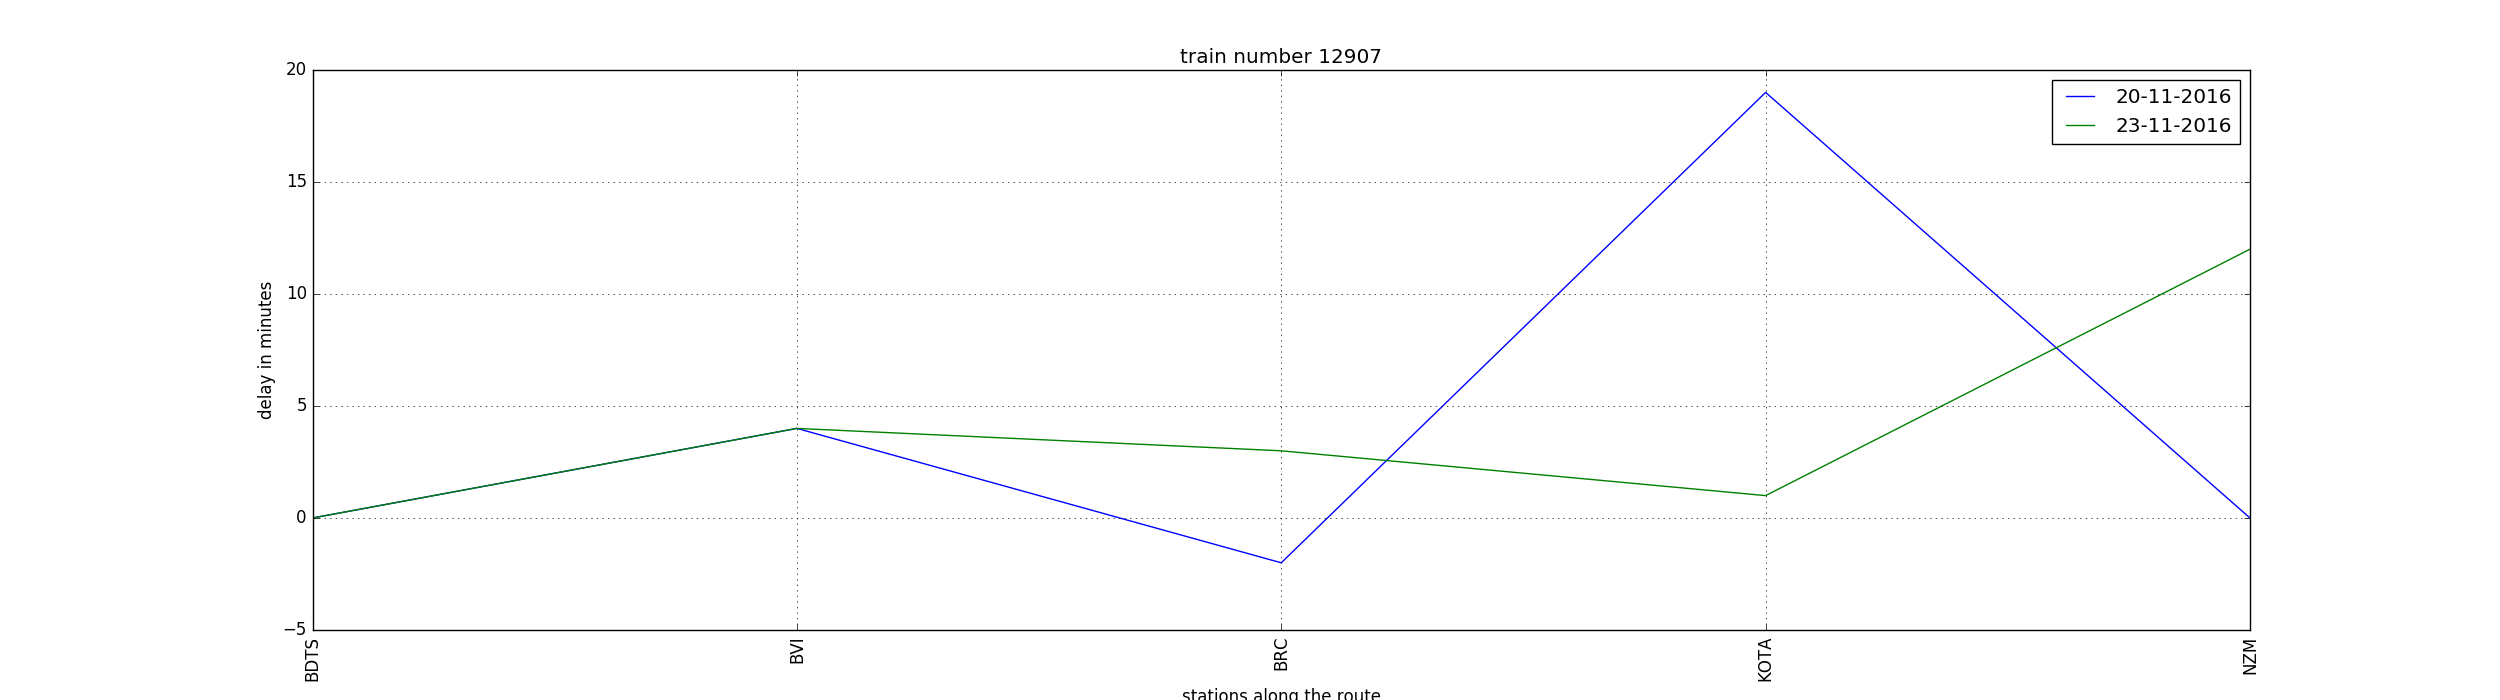 train number 12907
20
15
10
5
0
−5
delay in minutes
20-11-2016
23-11-2016
BDTS
BVI
BRC
KOTA
NZM
stations along the route